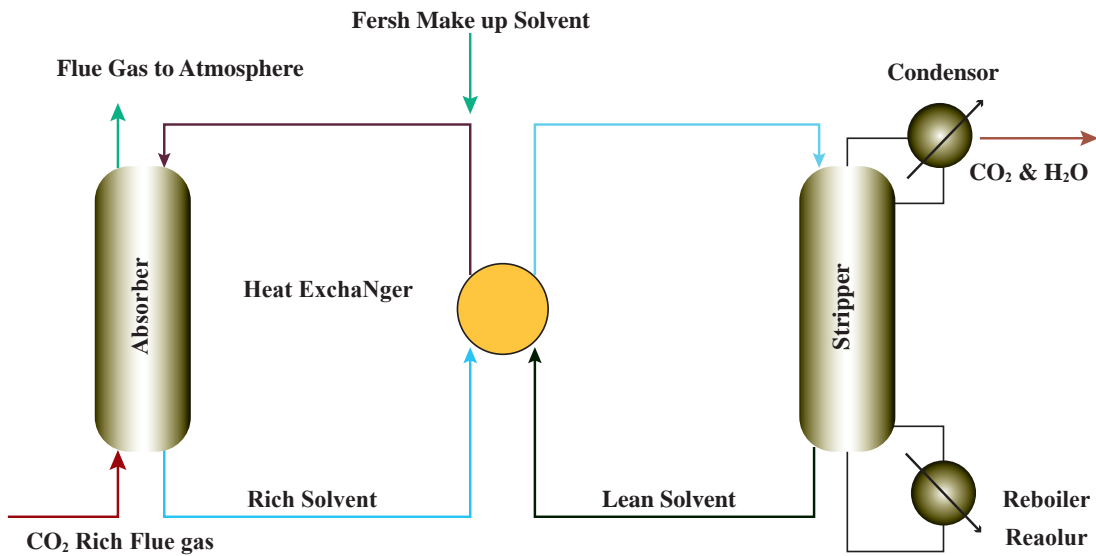 Fersh Make up Solvent
Flue Gas to Atmosphere
Condensor
CO₂ & H₂O
Absorber
Heat ExchaNger
Stripper
Rich Solvent
Lean Solvent
Reboiler
Reaolur
CO₂ Rich Flue gas